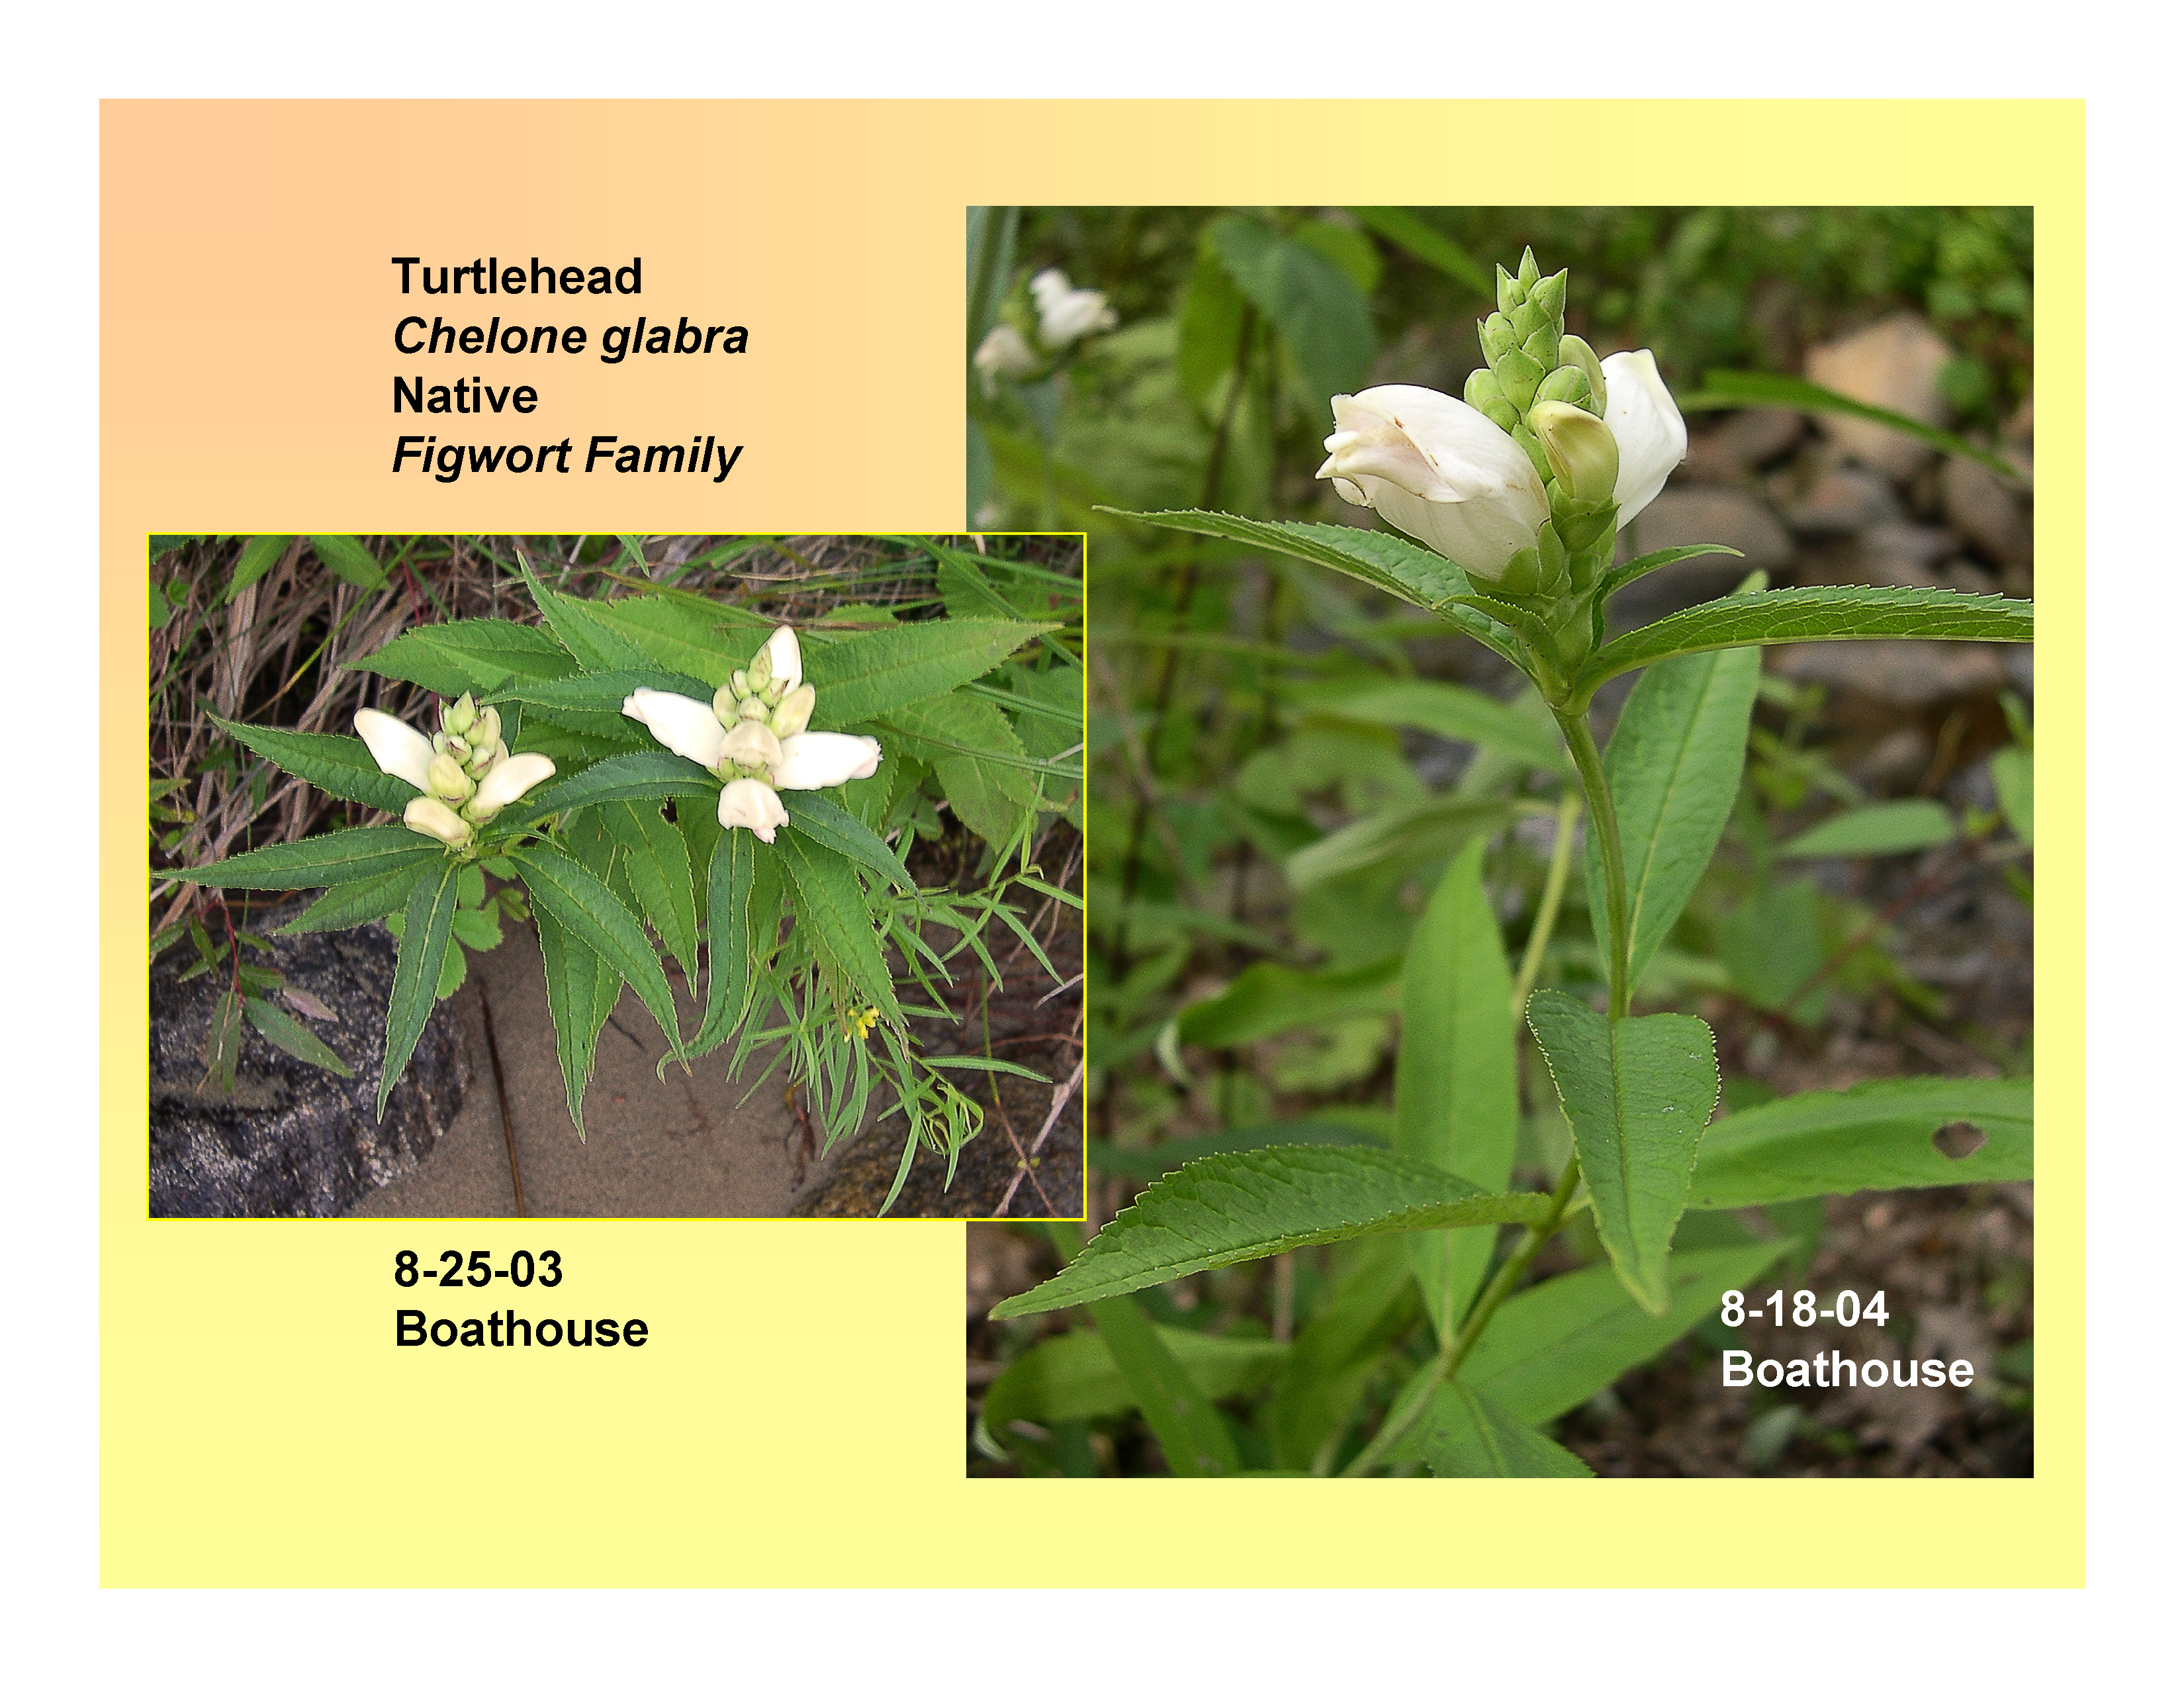 Turtlehead
Chelone glabra
Native
Figwort Family
8-25-03
Boathouse
8-18-04
Boathouse